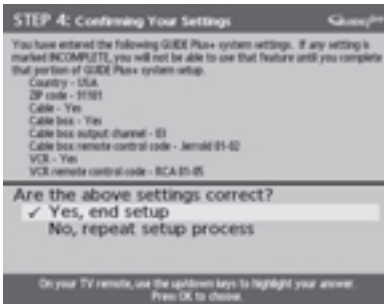 STEP 4: Confirming Your Settings
You have entered the following GUIDE Plus+ system settings. If any setting is
marked INCOMPLETE, you will not be able to use that feature until you complete
that portion of GUIDE Plus+ system setup.
Country - USA
ZIP code - 91101
Cable - Yes
Cable box - Yes
Cable box output channel - 03
Cable box remote control code - Jerrold 01-02
VCR - Yes
VCR remote control code - RCA 01-05
Are the above settings correct?
✓ Yes, end setup
No, repeat setup process
On your TV remote, use the up/down keys to highlight your answer.
Press OK to choose.